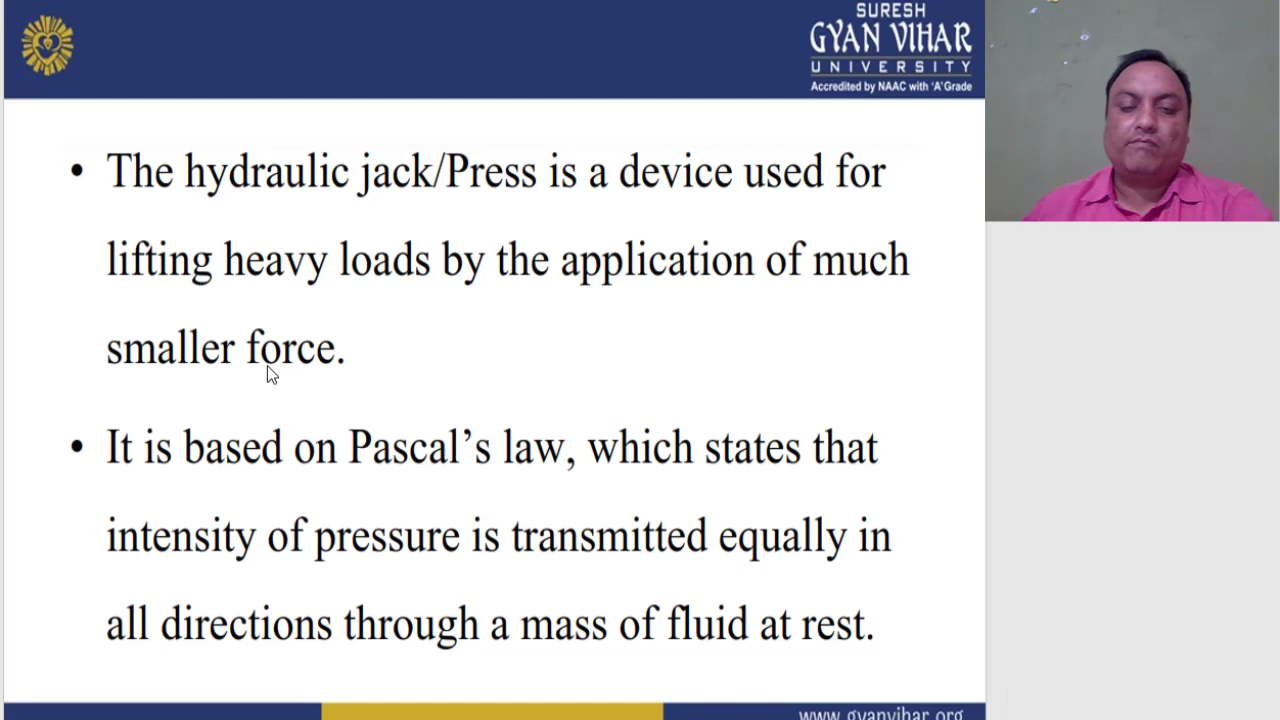 SURESH
GYAN VIHAR
UNIVERSITY
Accredited by NAAC with 'A'Grade
• The hydraulic jack/Press is a device used for
lifting heavy loads by the application of much
smaller force.
• It is based on Pascal’s law, which states that
intensity of pressure is transmitted equally in
all directions through a mass of fluid at rest.
www.gyanvihar.org